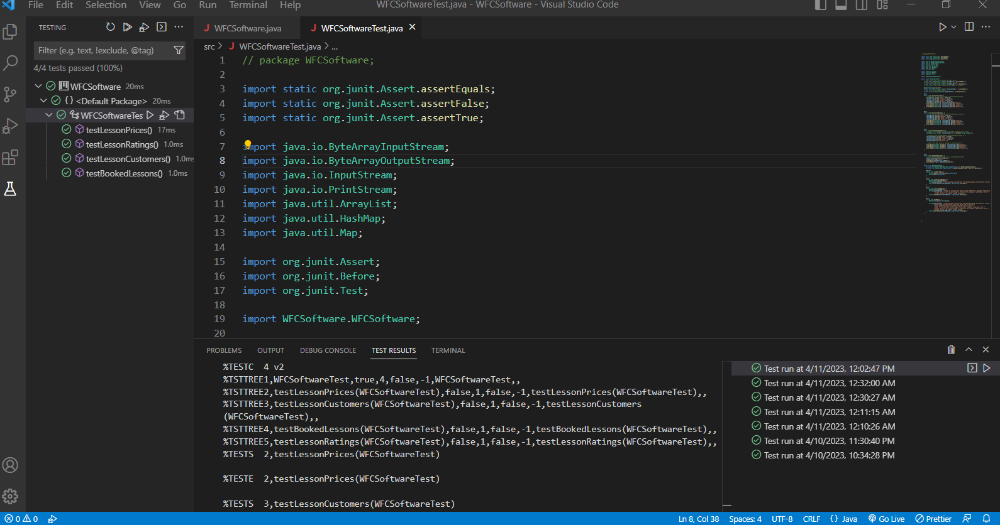 File Edit Selection View Go Run Terminal Help WFCSoftwareTest.java - WFCSoftware - Visual Studio Code
TESTING
WFCSoftware.java WFCSoftwareTest.java
Filter (e.g. text, !exclude, @tag)
4/4 tests passed (100%)
WFCSoftware 20ms
{} <Default Package> 20ms
WFCSoftwareTes
testLessonPrices() 17ms
testLessonRatings() 1.0ms
testLessonCustomers() 1.0ms
testBookedLessons() 1.0ms
src > J WFCSoftwareTest.java > ...
1 // package WFCSoftware;
2
3 import static org.junit.Assert.assertEquals;
4 import static org.junit.Assert.assertFalse;
5 import static org.junit.Assert.assertTrue;
6
7 import java.io.ByteArrayInputStream;
8 import java.io.ByteArrayOutputStream;
9 import java.io.InputStream;
10 import java.io.PrintStream;
11 import java.util.ArrayList;
12 import java.util.HashMap;
13 import java.util.Map;
14
15 import org.junit.Assert;
16 import org.junit.Before;
17 import org.junit.Test;
18
19 import WFCSoftware.WFCSoftware;
20
PROBLEMS OUTPUT DEBUG CONSOLE TEST RESULTS TERMINAL
%TESTC  4 v2
%TSTTREE1,WFCSoftwareTest,true,4,false,-1,WFCSoftwareTest,,
%TSTTREE2,testLessonPrices(WFCSoftwareTest),false,1,false,-1,testLessonPrices(WFCSoftwareTest),,
%TSTTREE3,testLessonCustomers(WFCSoftwareTest),false,1,false,-1,testLessonCustomers
(WFCSoftwareTest),,
%TSTTREE4,testBookedLessons(WFCSoftwareTest),false,1,false,-1,testBookedLessons(WFCSoftwareTest),,
%TSTTREE5,testLessonRatings(WFCSoftwareTest),false,1,false,-1,testLessonRatings(WFCSoftwareTest),,
%TESTS  2,testLessonPrices(WFCSoftwareTest)
%TESTE  2,testLessonPrices(WFCSoftwareTest)
%TESTS  3,testLessonCustomers(WFCSoftwareTest)
Test run at 4/11/2023, 12:02:47 PM
Test run at 4/11/2023, 12:32:00 AM
Test run at 4/11/2023, 12:30:27 AM
Test run at 4/11/2023, 12:11:15 AM
Test run at 4/11/2023, 12:10:26 AM
Test run at 4/10/2023, 11:30:40 PM
Test run at 4/10/2023, 10:34:28 PM
0 0 Ln 8, Col 38 Spaces: 4 UTF-8 CRLF {} Java Go Live Prettier